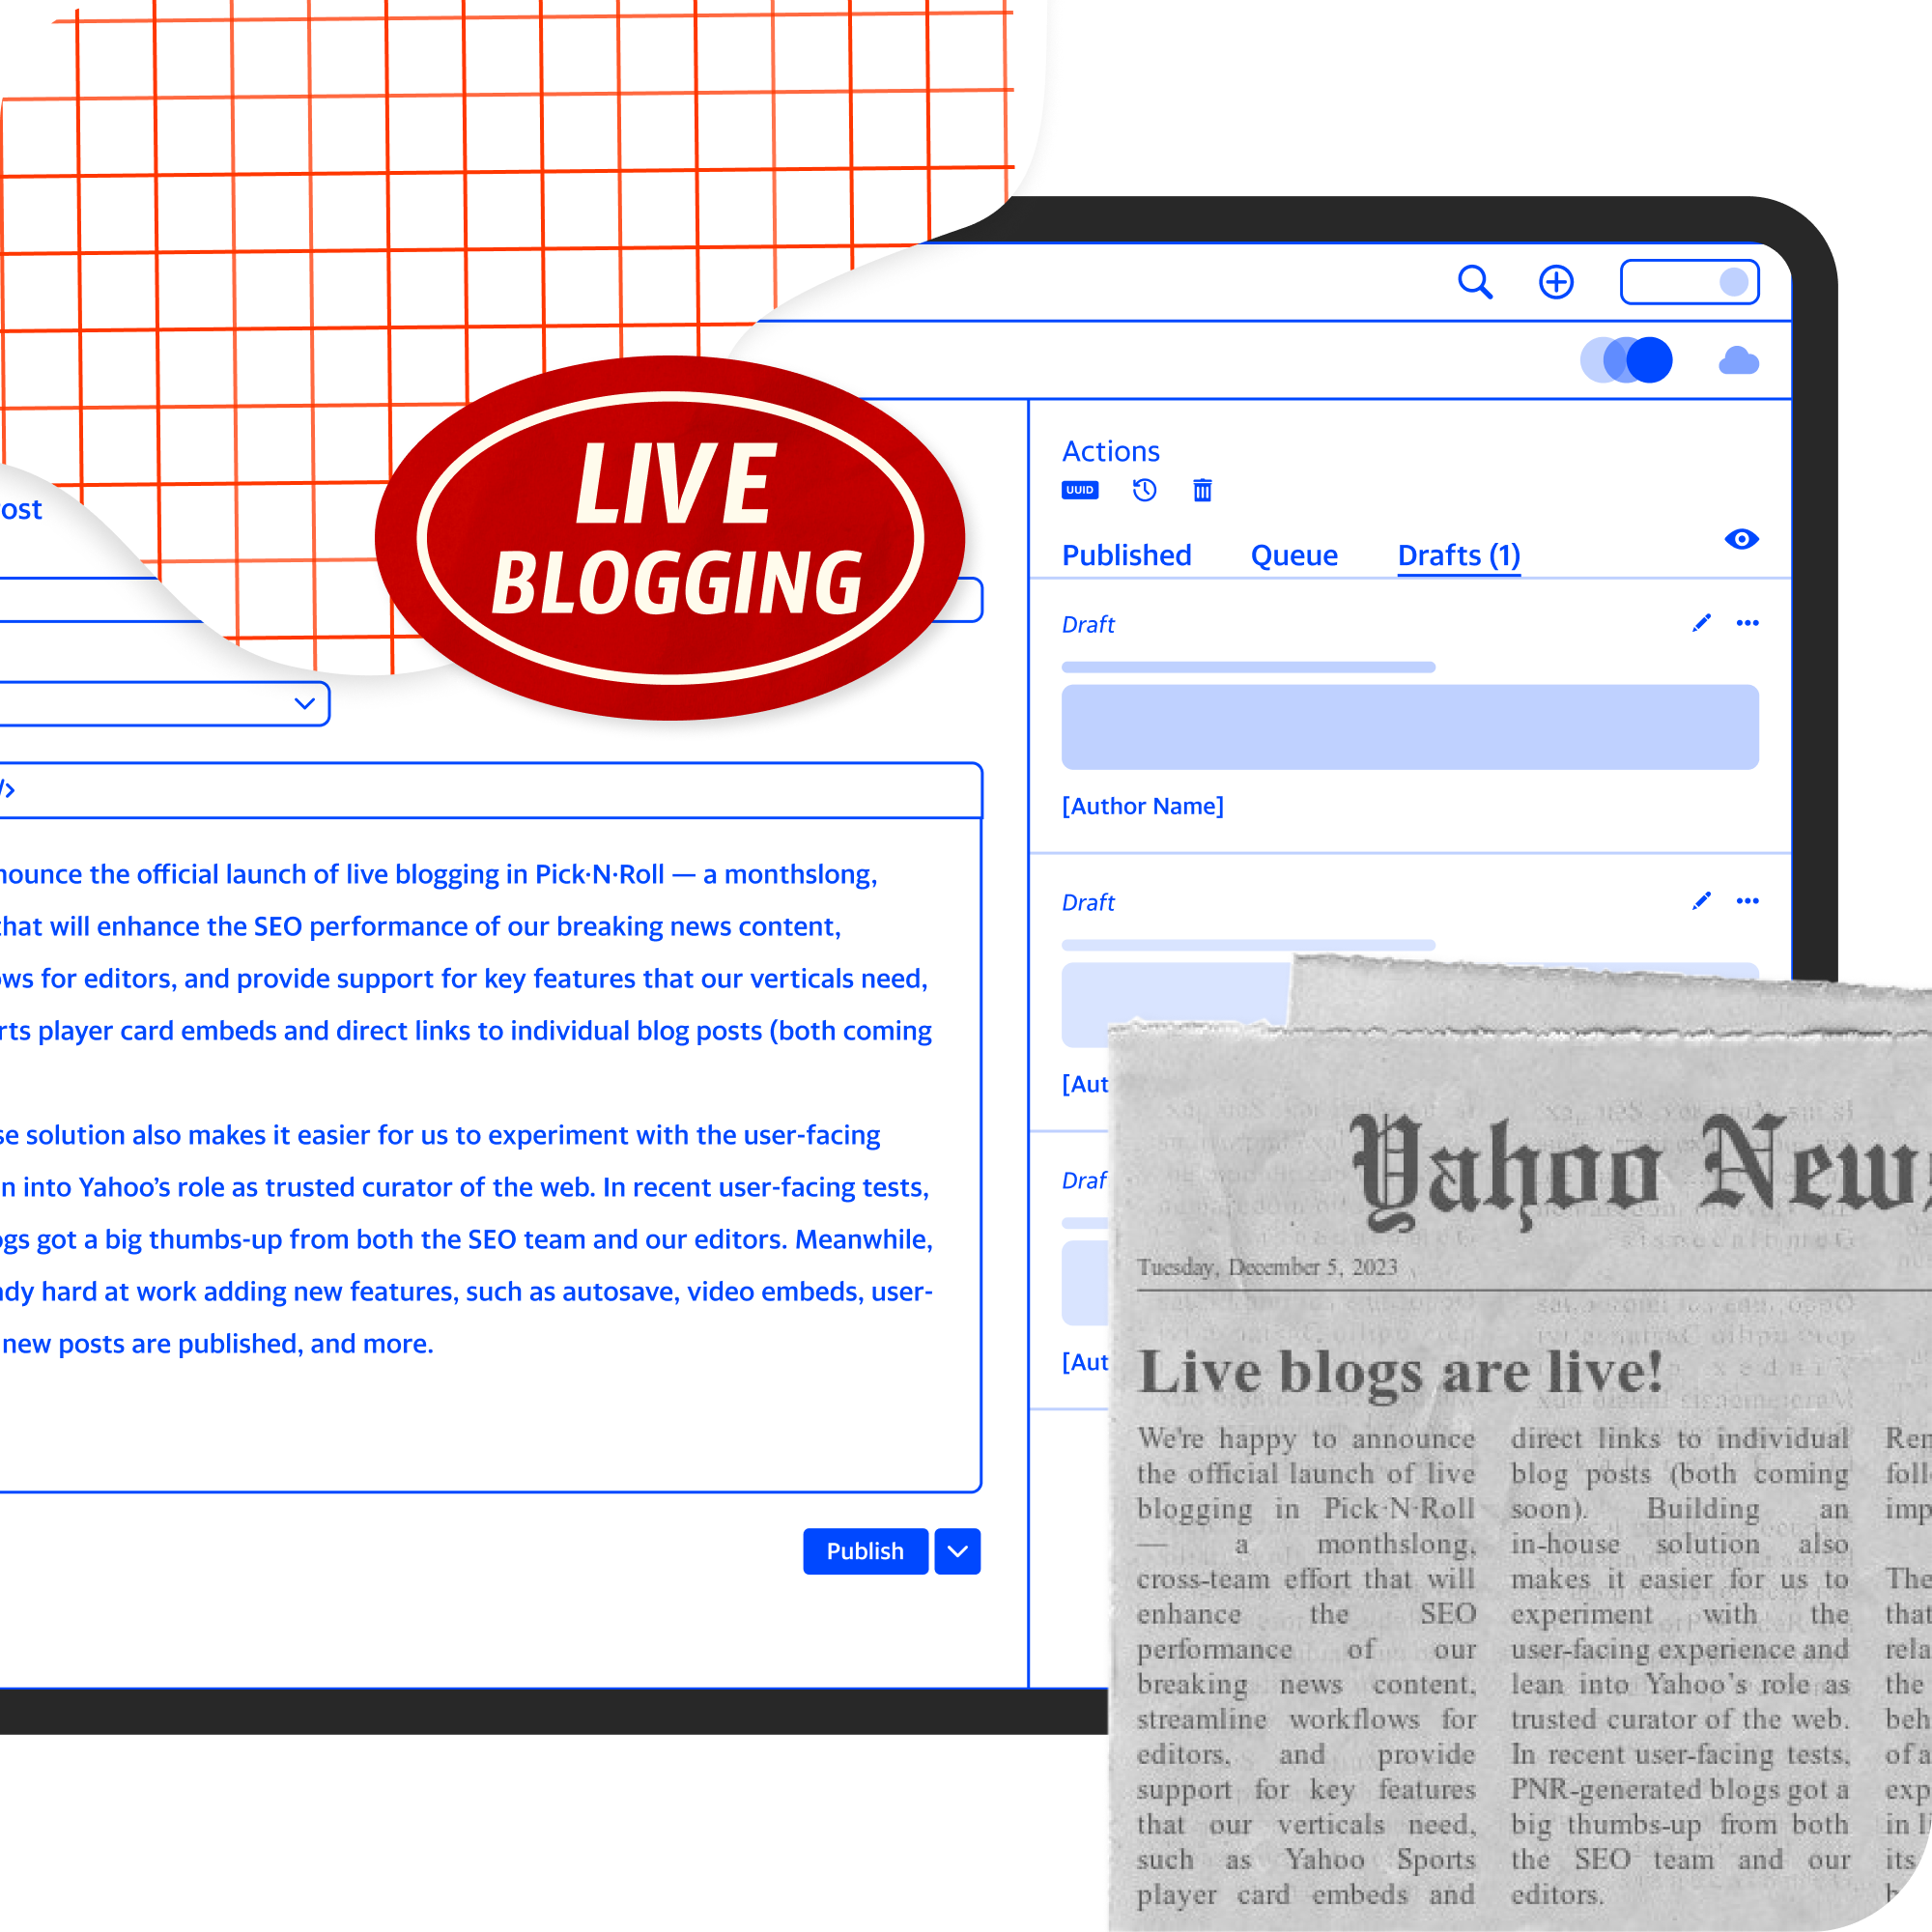 LIVE
BLOGGING
ost
Actions
UUID
Published Queue Drafts (1)
Draft
[Author Name]
Draft
Draf
/>
nounce the official launch of live blogging in Pick·N·Roll — a monthslong,
that will enhance the SEO performance of our breaking news content,
ws for editors, and provide support for key features that our verticals need,
rts player card embeds and direct links to individual blog posts (both coming
se solution also makes it easier for us to experiment with the user-facing
n into Yahoo’s role as trusted curator of the web. In recent user-facing tests,
ogs got a big thumbs-up from both the SEO team and our editors. Meanwhile,
ady hard at work adding new features, such as autosave, video embeds, user-
new posts are published, and more.
Publish
[Aut
[Aut
Yahoo News
Tuesday, December 5, 2023
Live blogs are live!
We're happy to announce
the official launch of live
blogging in Pick·N·Roll
— a monthslong,
cross-team effort that will
enhance the SEO
performance of our
breaking news content,
streamline workflows for
editors, and provide
support for key features
that our verticals need,
such as Yahoo Sports
player card embeds and
direct links to individual
blog posts (both coming
soon). Building an
in-house solution also
makes it easier for us to
experiment with the
user-facing experience and
lean into Yahoo’s role as
trusted curator of the web.
In recent user-facing tests,
PNR-generated blogs got a
big thumbs-up from both
the SEO team and our
editors.
Ren
foll
imp
The
that
rela
the
beh
of a
exp
in li
its